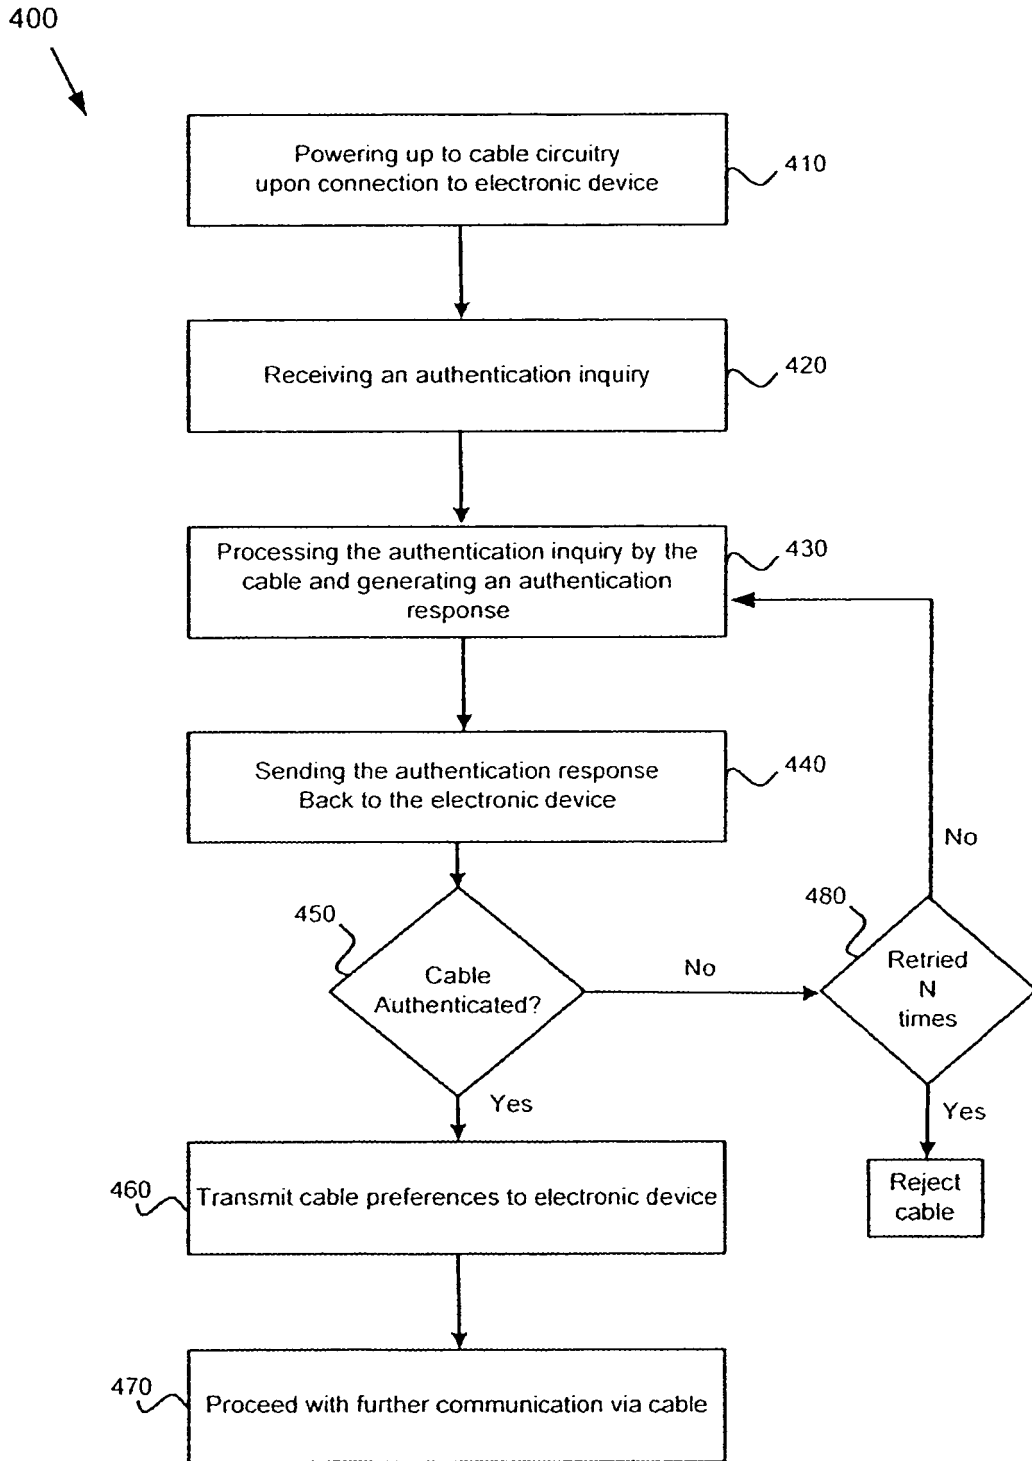 400
Powering up to cable circuitry
upon connection to electronic device
410
Receiving an authentication inquiry
420
Processing the authentication inquiry by the
cable and generating an authentication
response
430
Sending the authentication response
Back to the electronic device
440
No
450
Cable
Authenticated?
No
480
Retried
N
times
Yes
Yes
Reject
cable
460
Transmit cable preferences to electronic device
470
Proceed with further communication via cable